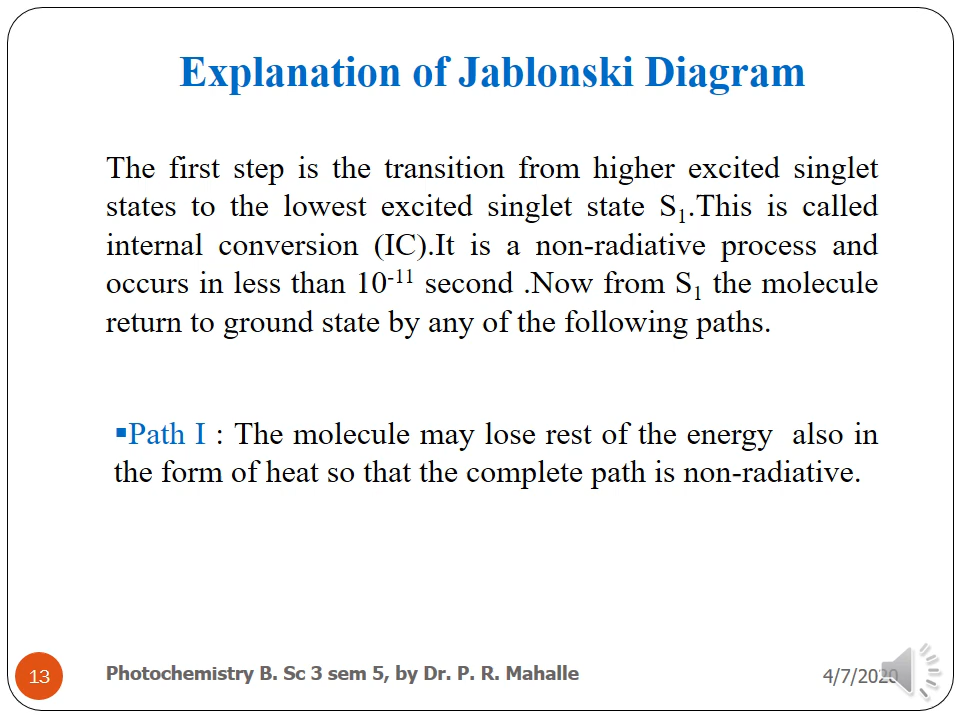 Explanation of Jablonski Diagram
The first step is the transition from higher excited singlet
states to the lowest excited singlet state S₁.This is called
internal conversion (IC).It is a non-radiative process and
occurs in less than 10⁻¹¹ second .Now from S₁ the molecule
return to ground state by any of the following paths.
▪Path I : The molecule may lose rest of the energy  also in
the form of heat so that the complete path is non-radiative.
13
Photochemistry B. Sc 3 sem 5, by Dr. P. R. Mahalle
4/7/2020